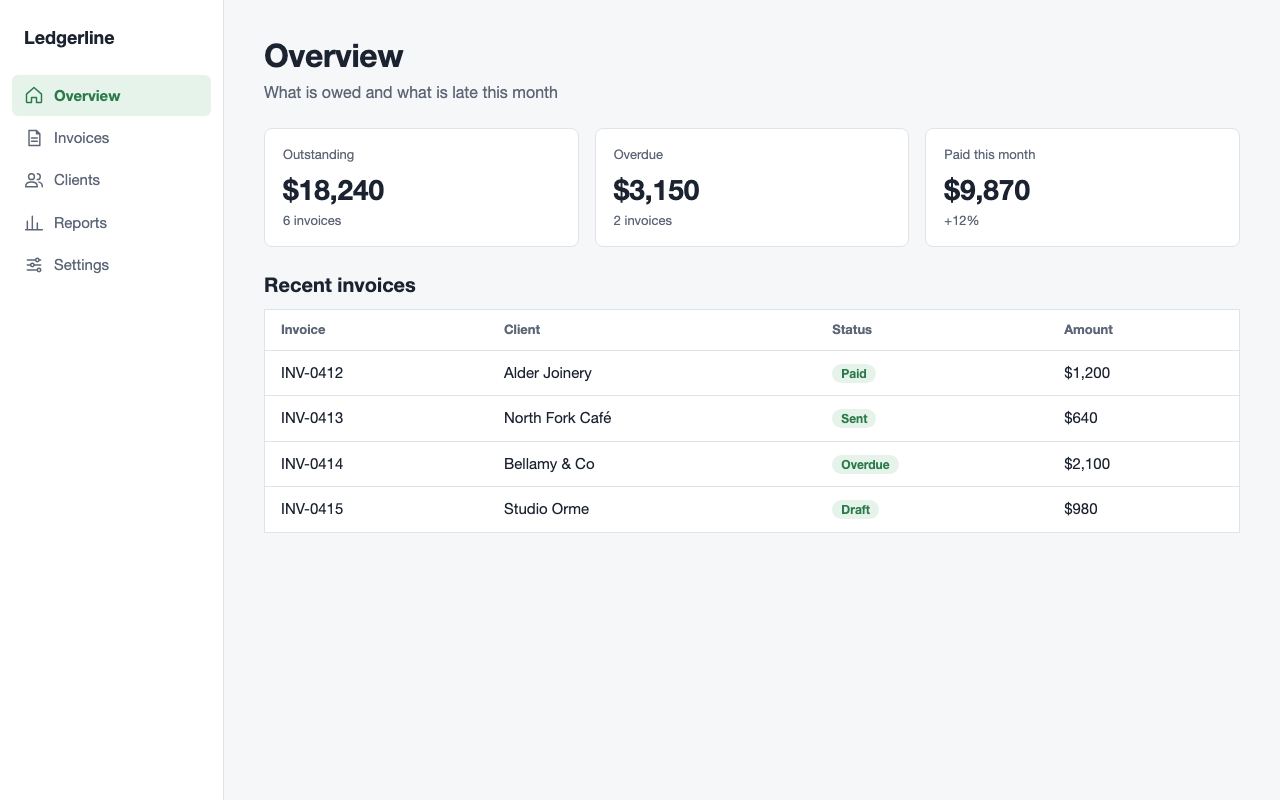 Ledgerline
Overview
Invoices
Clients
Reports
Settings
Overview
What is owed and what is late this month
Outstanding
$18,240
6 invoices
Overdue
$3,150
2 invoices
Paid this month
$9,870
+12%
Recent invoices
Invoice Client Status Amount
INV-0412 Alder Joinery Paid $1,200
INV-0413 North Fork Café Sent $640
INV-0414 Bellamy & Co Overdue $2,100
INV-0415 Studio Orme Draft $980